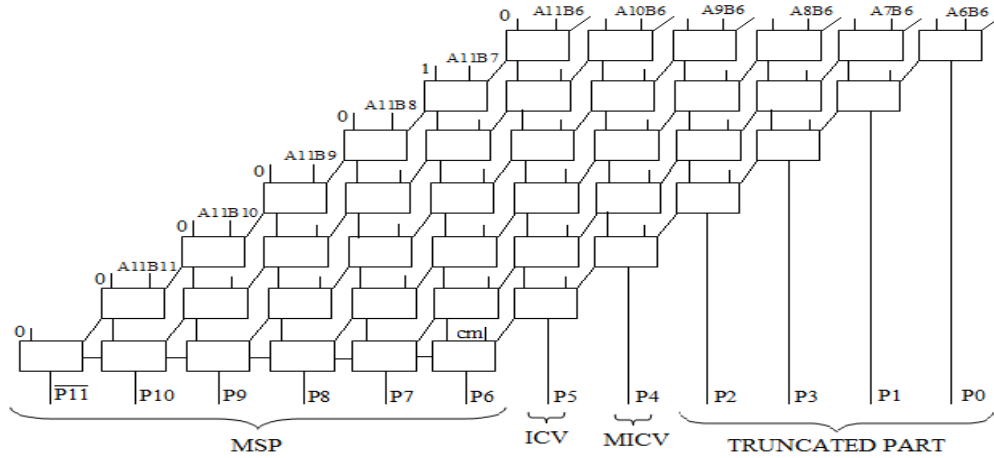 0 A11B6 A10B6 A9B6 A8B6 A7B6 A6B6
1 A11B7
0 A11B8
0 A11B9
0 A11B10
0 A11B11
0 cm
P11 P10 P9 P8 P7 P6 P5 P4 P2 P3 P1 P0
MSP ICV MICV TRUNCATED PART